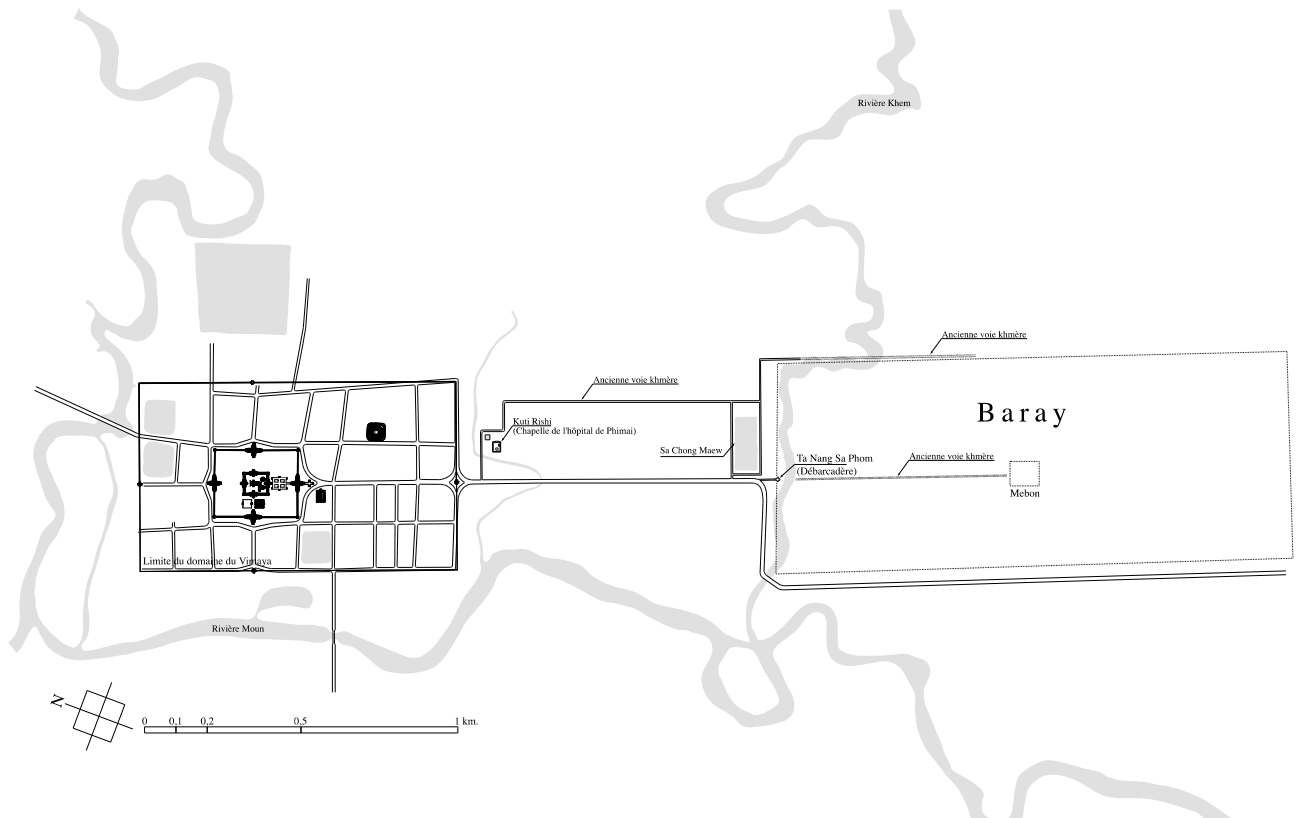 Rivière Khem
Ancienne voie khmère
Ancienne voie khmère
Baray
Kuti Rishi
(Chapelle de l'hôpital de Phimai)
Sa Chong Maew
Ta Nang Sa Phom
(Débarcadère)
Ancienne voie khmère
Mebon
Limite du domaine du Vimaya
Rivière Moun
N
0 0,1 0,2 0,5 1 km.